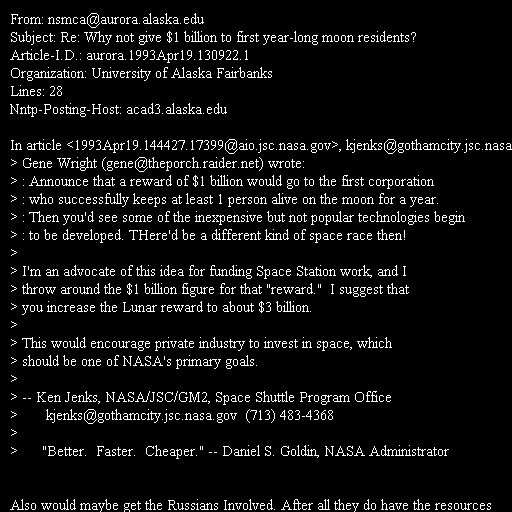 From: nsmca@aurora.alaska.edu
Subject: Re: Why not give $1 billion to first year-long moon residents?
Article-I.D.: aurora.1993Apr19.130922.1
Organization: University of Alaska Fairbanks
Lines: 28
Nntp-Posting-Host: acad3.alaska.edu

In article <1993Apr19.144427.17399@aio.jsc.nasa.gov>, kjenks@gothamcity.jsc.nasa
> Gene Wright (gene@theporch.raider.net) wrote:
> : Announce that a reward of $1 billion would go to the first corporation
> : who successfully keeps at least 1 person alive on the moon for a year.
> : Then you'd see some of the inexpensive but not popular technologies begin
> : to be developed. THere'd be a different kind of space race then!
>
> I'm an advocate of this idea for funding Space Station work, and I
> throw around the $1 billion figure for that "reward."  I suggest that
> you increase the Lunar reward to about $3 billion.
>
> This would encourage private industry to invest in space, which
> should be one of NASA's primary goals.
>
> -- Ken Jenks, NASA/JSC/GM2, Space Shuttle Program Office
>       kjenks@gothamcity.jsc.nasa.gov  (713) 483-4368
>
>      "Better.  Faster.  Cheaper." -- Daniel S. Goldin, NASA Administrator

Also would maybe get the Russians Involved. After all they do have the resources